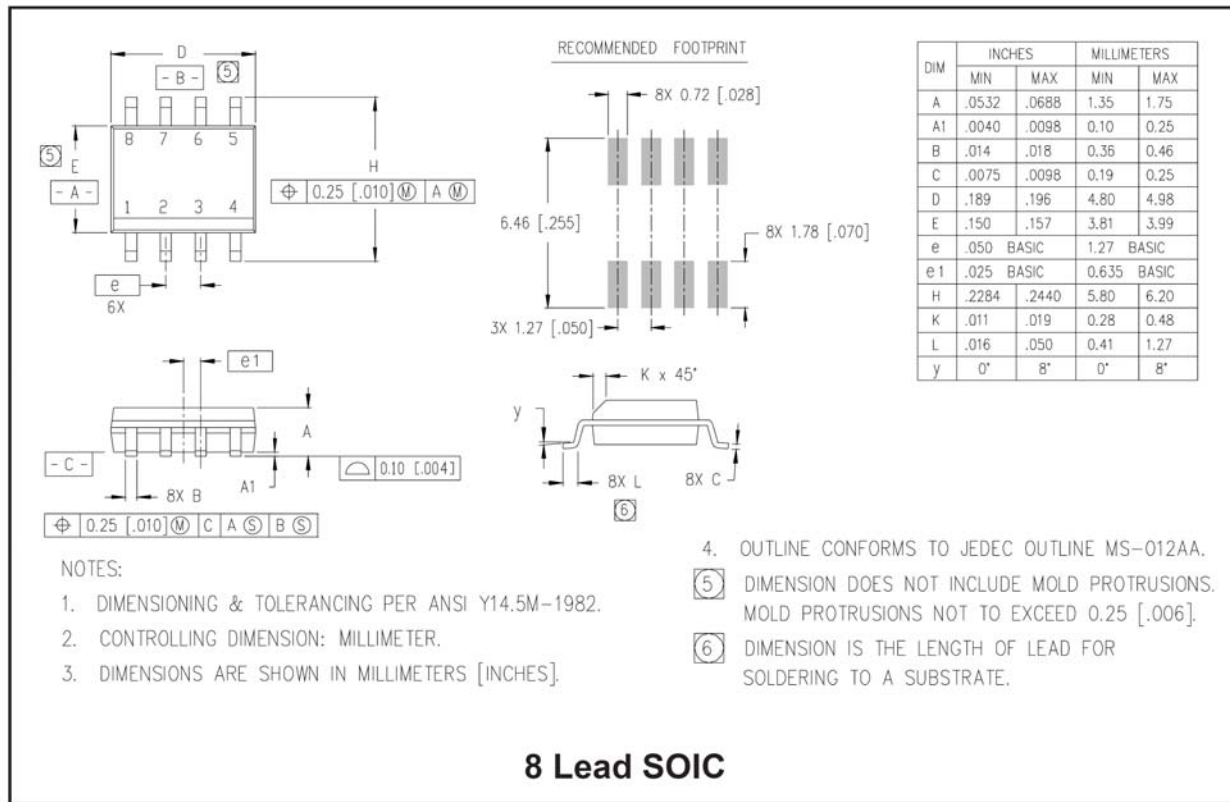 D
- B -
5
8 7 6 5
5
E
- A -
H
⌖ 0.25 [.010] Ⓜ A Ⓜ
1 2 3 4
e
6X
RECOMMENDED FOOTPRINT
8X 0.72 [.028]
6.46 [.255]
8X 1.78 [.070]
3X 1.27 [.050]
DIM INCHES MILLIMETERS
MIN MAX MIN MAX
A .0532 .0688 1.35 1.75
A1 .0040 .0098 0.10 0.25
B .014 .018 0.36 0.46
C .0075 .0098 0.19 0.25
D .189 .196 4.80 4.98
E .150 .157 3.81 3.99
e .050 BASIC 1.27 BASIC
e1 .025 BASIC 0.635 BASIC
H .2284 .2440 5.80 6.20
K .011 .019 0.28 0.48
L .016 .050 0.41 1.27
y 0° 8° 0° 8°
e1
A
- C -
A1
⌓ 0.10 [.004]
8X B
⌖ 0.25 [.010] Ⓜ C A Ⓢ B Ⓢ
K x 45°
y
8X L
8X C
6
NOTES:
1. DIMENSIONING & TOLERANCING PER ANSI Y14.5M-1982.
2. CONTROLLING DIMENSION: MILLIMETER.
3. DIMENSIONS ARE SHOWN IN MILLIMETERS [INCHES].
4. OUTLINE CONFORMS TO JEDEC OUTLINE MS-012AA.
5 DIMENSION DOES NOT INCLUDE MOLD PROTRUSIONS.
MOLD PROTRUSIONS NOT TO EXCEED 0.25 [.006].
6 DIMENSION IS THE LENGTH OF LEAD FOR
SOLDERING TO A SUBSTRATE.
8 Lead SOIC